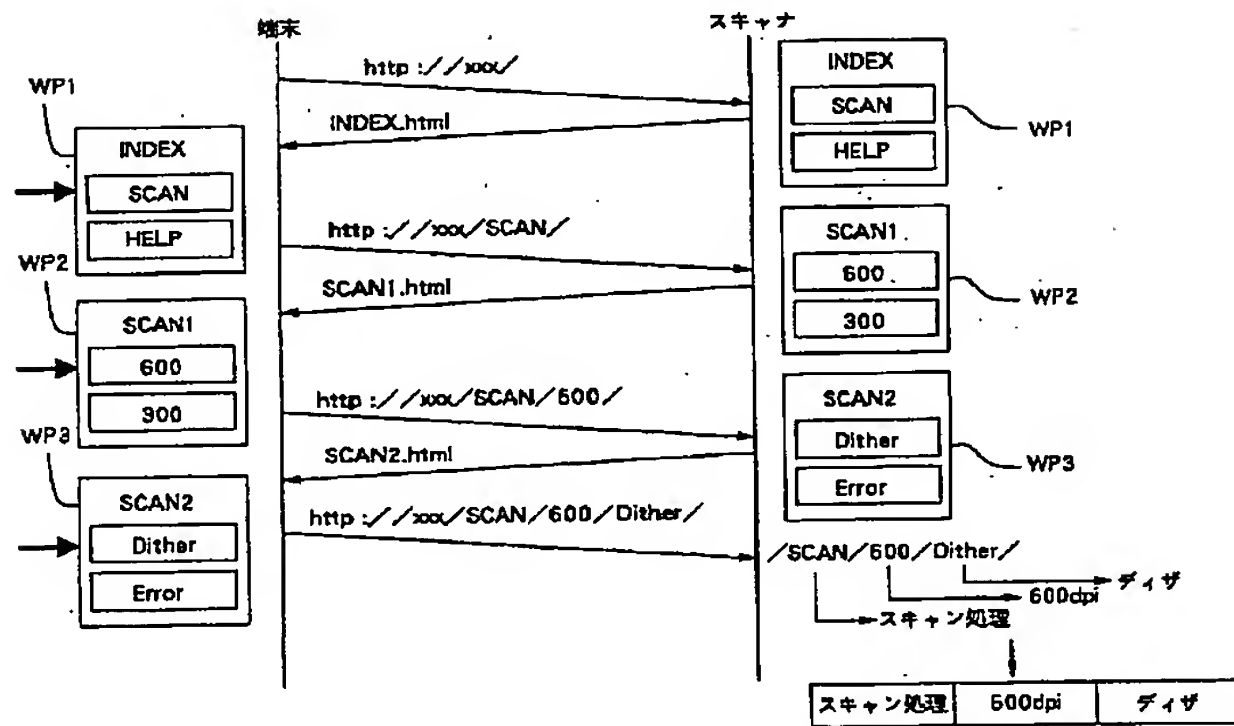 端末
スキャナ
WP1
INDEX
SCAN
HELP
WP2
SCAN1
600
300
WP3
SCAN2
Dither
Error
http://xxx/
INDEX.html
http://xxx/SCAN/
SCAN1.html
http://xxx/SCAN/600/
SCAN2.html
http://xxx/SCAN/600/Dither/
INDEX
SCAN
HELP
WP1
SCAN1
600
300
WP2
SCAN2
Dither
Error
WP3
/SCAN/600/Dither/
ディザ
600dpi
スキャン処理
スキャン処理 600dpi ディザ